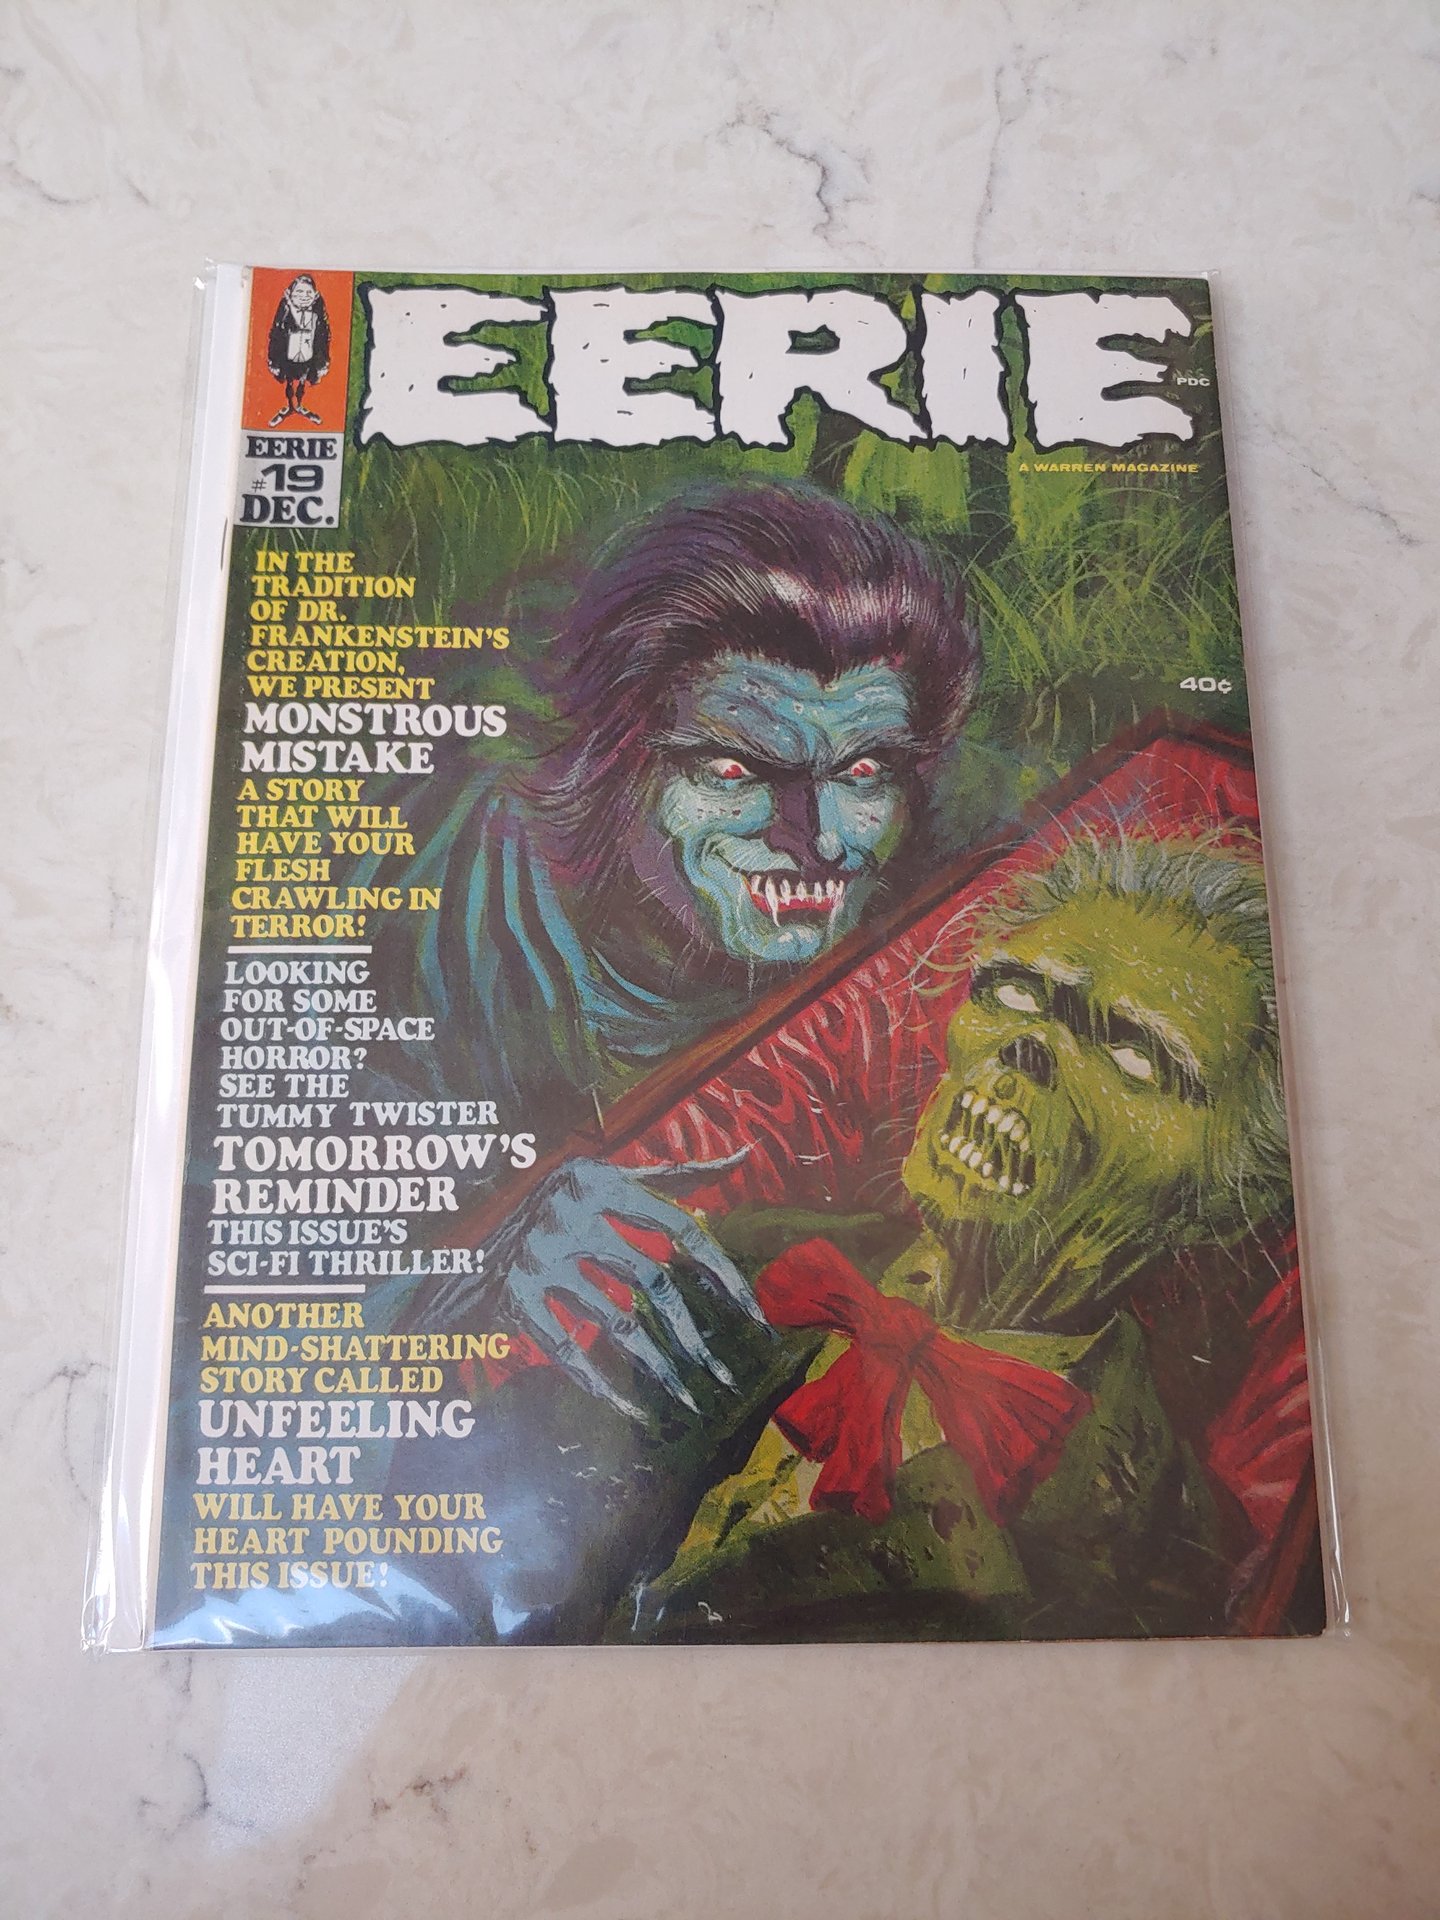 EERIE
PDC
A WARREN MAGAZINE
EERIE
#19
DEC.
40¢
IN THE
TRADITION
OF DR.
FRANKENSTEIN'S
CREATION,
WE PRESENT
MONSTROUS
MISTAKE
A STORY
THAT WILL
HAVE YOUR
FLESH
CRAWLING IN
TERROR!
LOOKING
FOR SOME
OUT-OF-SPACE
HORROR?
SEE THE
TUMMY TWISTER
TOMORROW'S
REMINDER
THIS ISSUE'S
SCI-FI THRILLER!
ANOTHER
MIND-SHATTERING
STORY CALLED
UNFEELING
HEART
WILL HAVE YOUR
HEART POUNDING
THIS ISSUE!